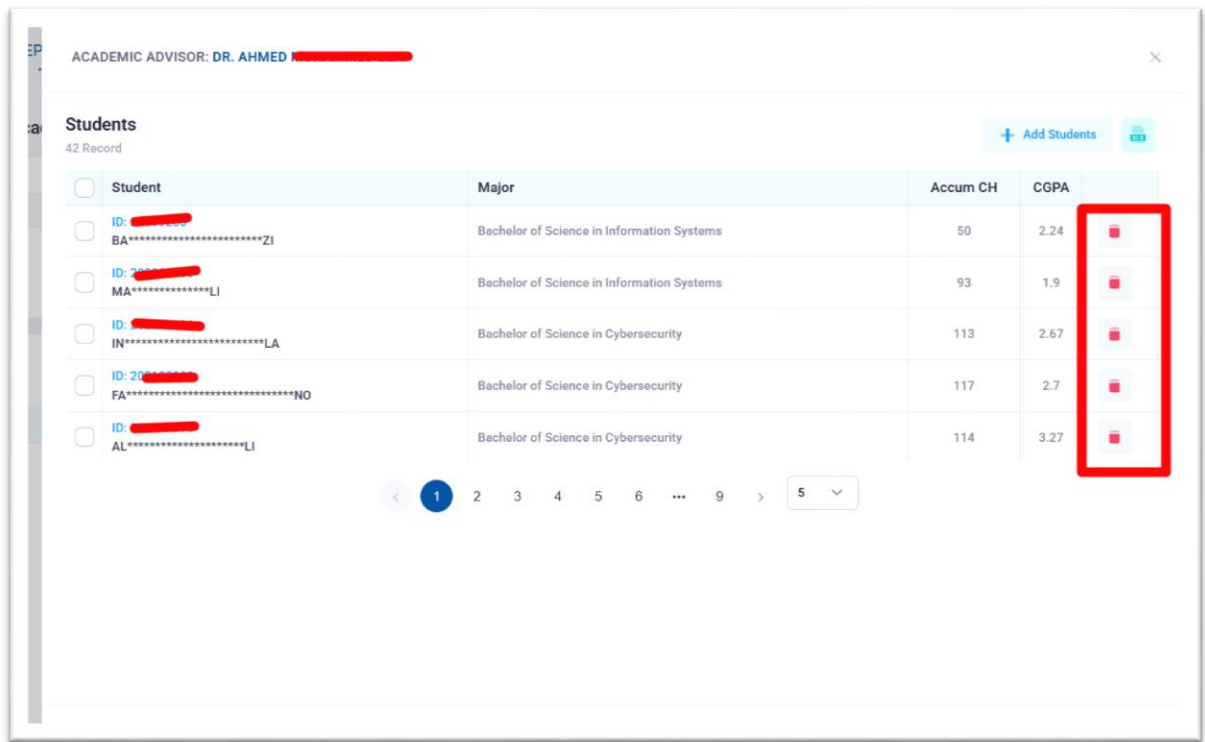 EP
ACADEMIC ADVISOR: DR. AHMED
ca
Students
42 Record
Add Students
XLS
Student Major Accum CH CGPA
ID:
BA*************************ZI Bachelor of Science in Information Systems 50 2.24
ID:
MA**************LI Bachelor of Science in Information Systems 93 1.9
ID:
IN**************************LA Bachelor of Science in Cybersecurity 113 2.67
ID: 20
FA*******************************NO Bachelor of Science in Cybersecurity 117 2.7
ID:
AL**********************LI Bachelor of Science in Cybersecurity 114 3.27
< 1 2 3 4 5 6 ••• 9 > 5